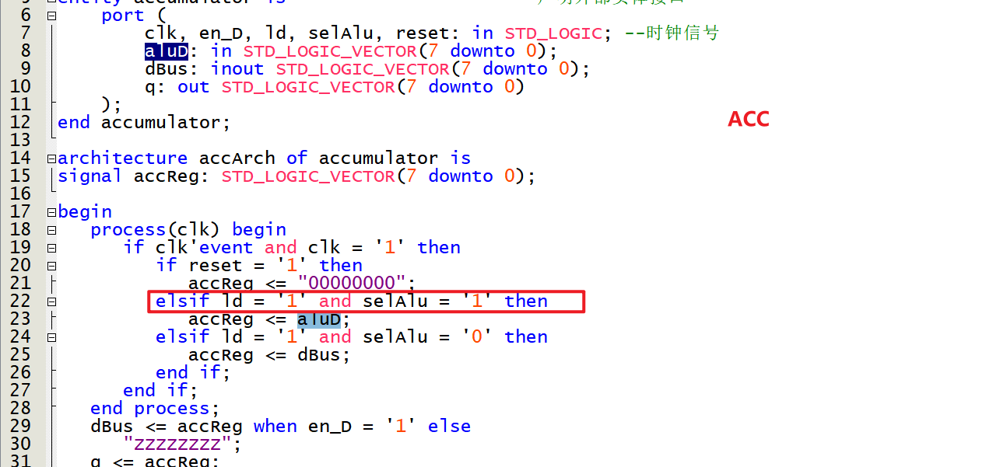 entity accumulator is
6 port (
7 clk, en_D, ld, selAlu, reset: in STD_LOGIC; --时钟信号
8 aluD: in STD_LOGIC_VECTOR(7 downto 0);
9 dBus: inout STD_LOGIC_VECTOR(7 downto 0);
10 q: out STD_LOGIC_VECTOR(7 downto 0)
11 );
12 end accumulator;
ACC
13
14 architecture accArch of accumulator is
15 signal accReg: STD_LOGIC_VECTOR(7 downto 0);
16
17 begin
18 process(clk) begin
19 if clk'event and clk = '1' then
20 if reset = '1' then
21 accReg <= "00000000";
22 elsif ld = '1' and selAlu = '1' then
23 accReg <= aluD;
24 elsif ld = '1' and selAlu = '0' then
25 accReg <= dBus;
26 end if;
27 end if;
28 end process;
29 dBus <= accReg when en_D = '1' else
30 "ZZZZZZZZ";
31 q <= accReg;